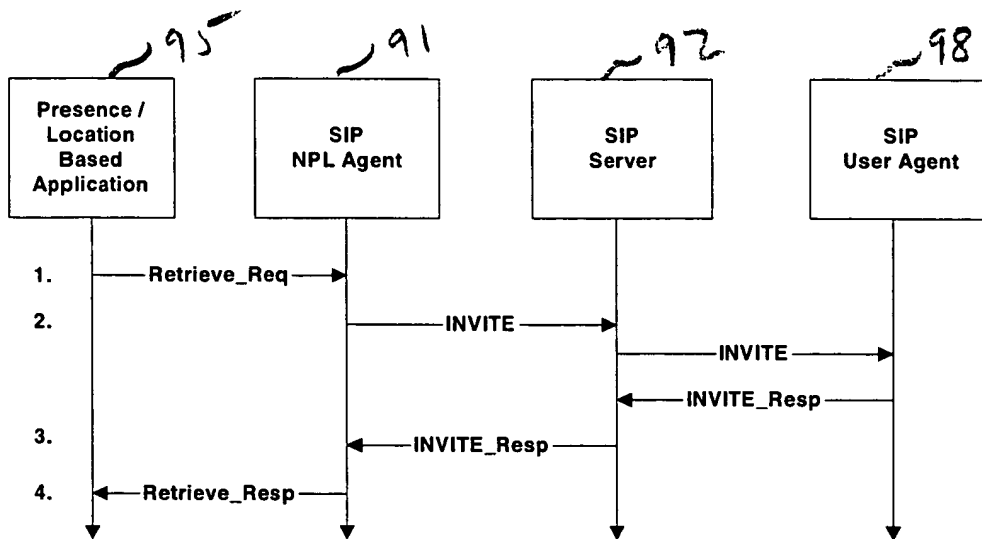 95
91
92
98
Presence /
Location
Based
Application
SIP
NPL Agent
SIP
Server
SIP
User Agent
1.
Retrieve_Req
2.
INVITE
INVITE
INVITE_Resp
3.
INVITE_Resp
4.
Retrieve_Resp